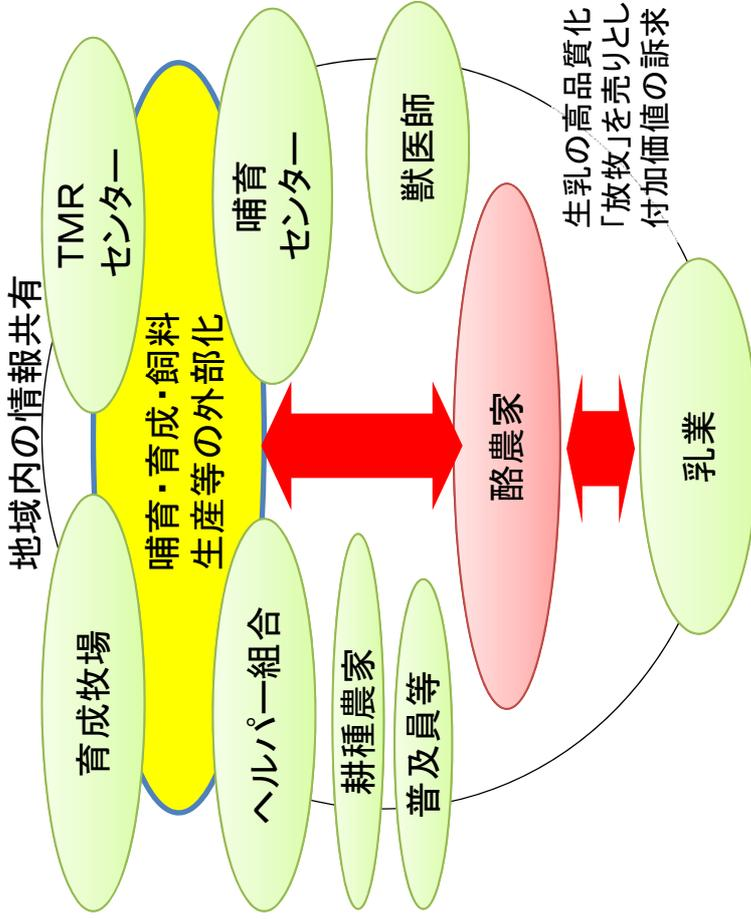 地域内の情報共有
育成牧場
TMR
センター
哺育・育成・飼料
生産等の外部化
ヘルパー組合
哺育
センター
耕種農家
獣医師
普及員等
酪農家
生乳の高品質化
「放牧」を売りとし
付加価値の訴求
乳業